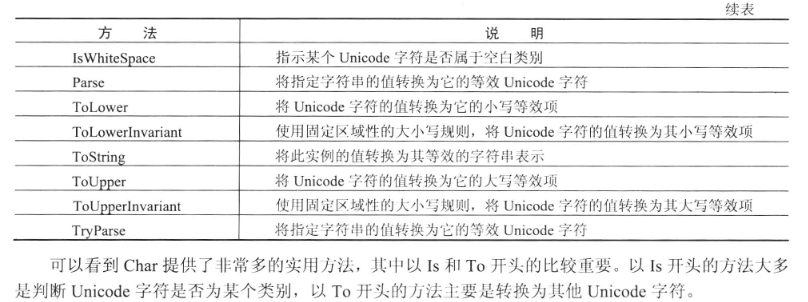 续表
方 法 说 明
IsWhiteSpace 指示某个 Unicode 字符是否属于空白类别
Parse 将指定字符串的值转换为它的等效 Unicode 字符
ToLower 将 Unicode 字符的值转换为它的小写等效项
ToLowerInvariant 使用固定区域性的大小写规则，将 Unicode 字符的值转换为其小写等效项
ToString 将此实例的值转换为其等效的字符串表示
ToUpper 将 Unicode 字符的值转换为它的大写等效项
ToUpperInvariant 使用固定区域性的大小写规则，将 Unicode 字符的值转换为其大写等效项
TryParse 将指定字符串的值转换为它的等效 Unicode 字符
可以看到 Char 提供了非常多的实用方法，其中以 Is 和 To 开头的比较重要。以 Is 开头的方法大多
是判断 Unicode 字符是否为某个类别，以 To 开头的方法主要是转换为其他 Unicode 字符。